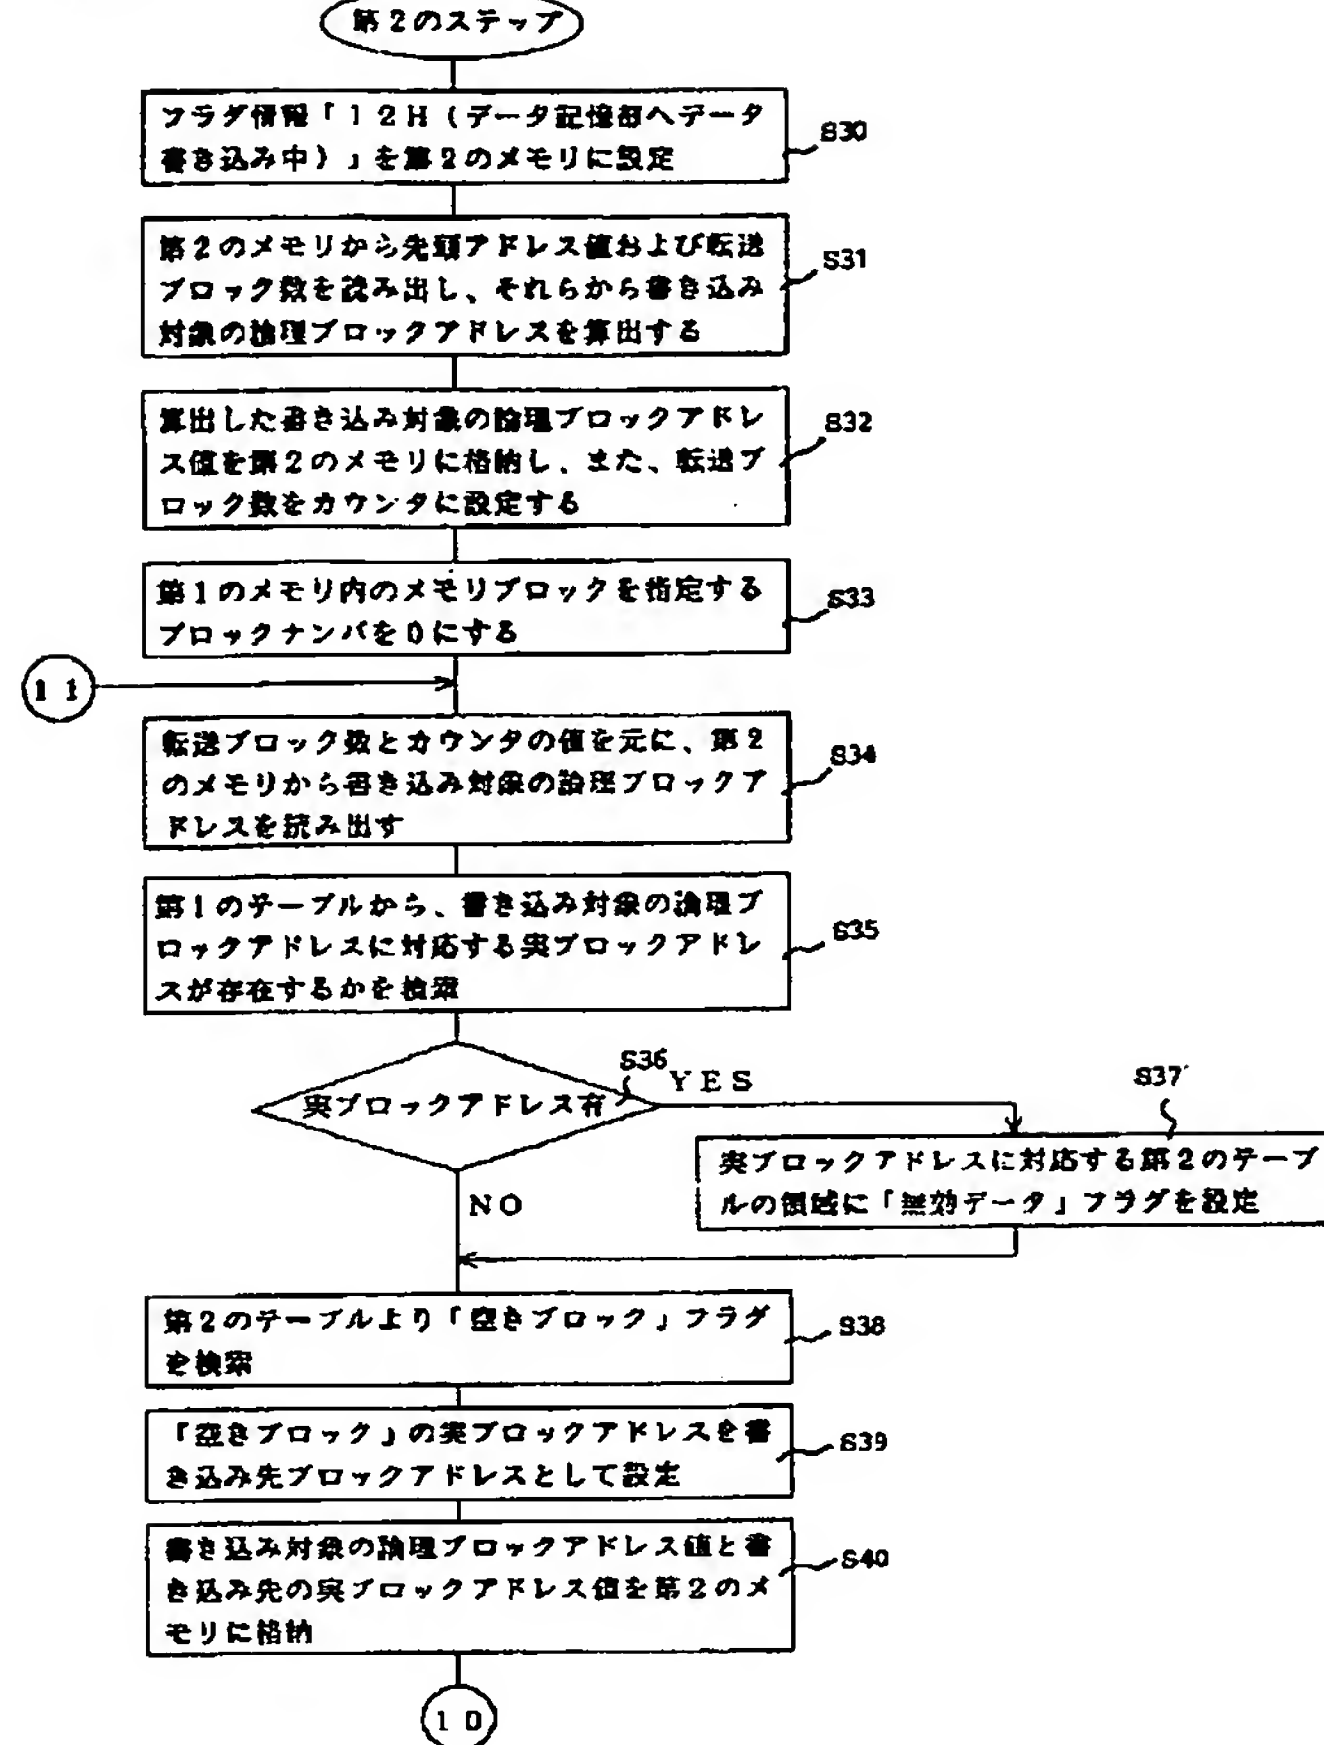 第2のステップ
フラグ情報「12H(データ記憶部へデータ
書き込み中)」を第2のメモリに設定
S30
第2のメモリから先頭アドレス値および転送
ブロック数を読み出し、それらから書き込み
対象の論理ブロックアドレスを算出する
S31
算出した書き込み対象の論理ブロックアドレ
ス値を第2のメモリに格納し、また、転送ブ
ロック数をカウンタに設定する
S32
第1のメモリ内のメモリブロックを指定する
ブロックナンバを0にする
S33
11
転送ブロック数とカウンタの値を元に、第2
のメモリから書き込み対象の論理ブロックア
ドレスを読み出す
S34
第1のテーブルから、書き込み対象の論理ブ
ロックアドレスに対応する実ブロックアドレ
スが存在するかを検索
S35
実ブロックアドレス有
S36
YES
S37
実ブロックアドレスに対応する第2のテーブ
ルの領域に「無効データ」フラグを設定
NO
第2のテーブルより「空きブロック」フラグ
を検索
S38
「空きブロック」の実ブロックアドレスを書
き込み先ブロックアドレスとして設定
S39
書き込み対象の論理ブロックアドレス値と書
き込み先の実ブロックアドレス値を第2のメ
モリに格納
S40
10